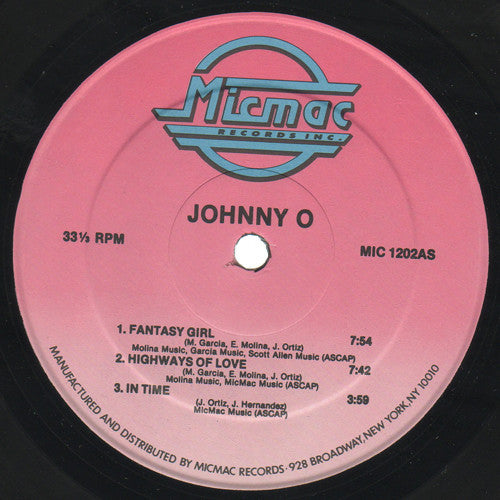 Micmac
RECORDS INC.
JOHNNY O
33⅓ RPM
MIC 1202AS
1. FANTASY GIRL 7:54
(M. Garcia, E. Molina, J. Ortiz)
Molina Music, Garcia Music, Scott Allen Music (ASCAP)
2. HIGHWAYS OF LOVE 7:42
(M. Garcia, E. Molina, J. Ortiz)
Molina Music, MicMac Music (ASCAP)
3. IN TIME 3:59
(J. Ortiz, J. Hernandez)
MicMac Music (ASCAP)
MANUFACTURED AND DISTRIBUTED BY MICMAC RECORDS · 928 BROADWAY, NEW YORK, NY 10010